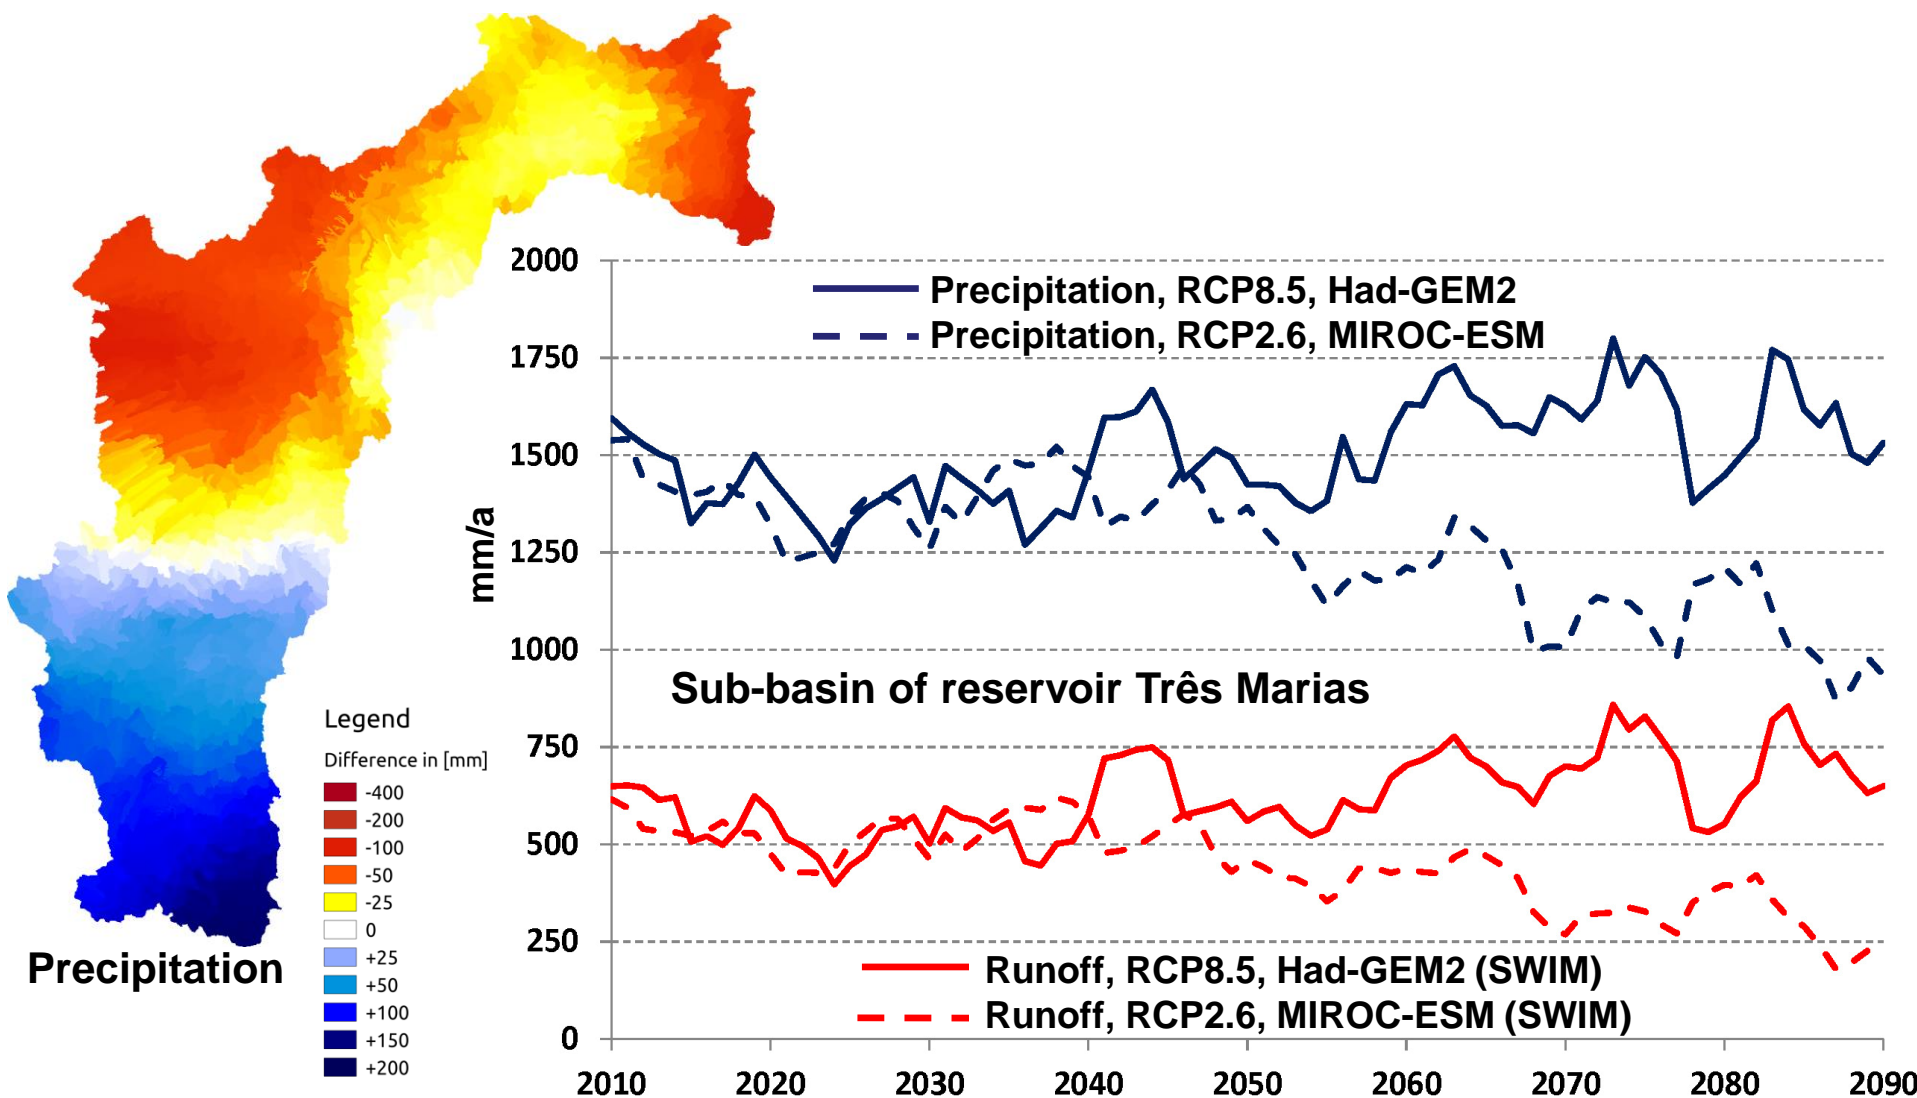 Precipitation
Legend
Difference in [mm]
-400
-200
-100
-50
-25
0
+25
+50
+100
+150
+200
mm/a
2000
1750
1500
1250
1000
750
500
250
0
Precipitation, RCP8.5, Had-GEM2
Precipitation, RCP2.6, MIROC-ESM
Sub-basin of reservoir Três Marias
Runoff, RCP8.5, Had-GEM2 (SWIM)
Runoff, RCP2.6, MIROC-ESM (SWIM)
2010 2020 2030 2040 2050 2060 2070 2080 2090